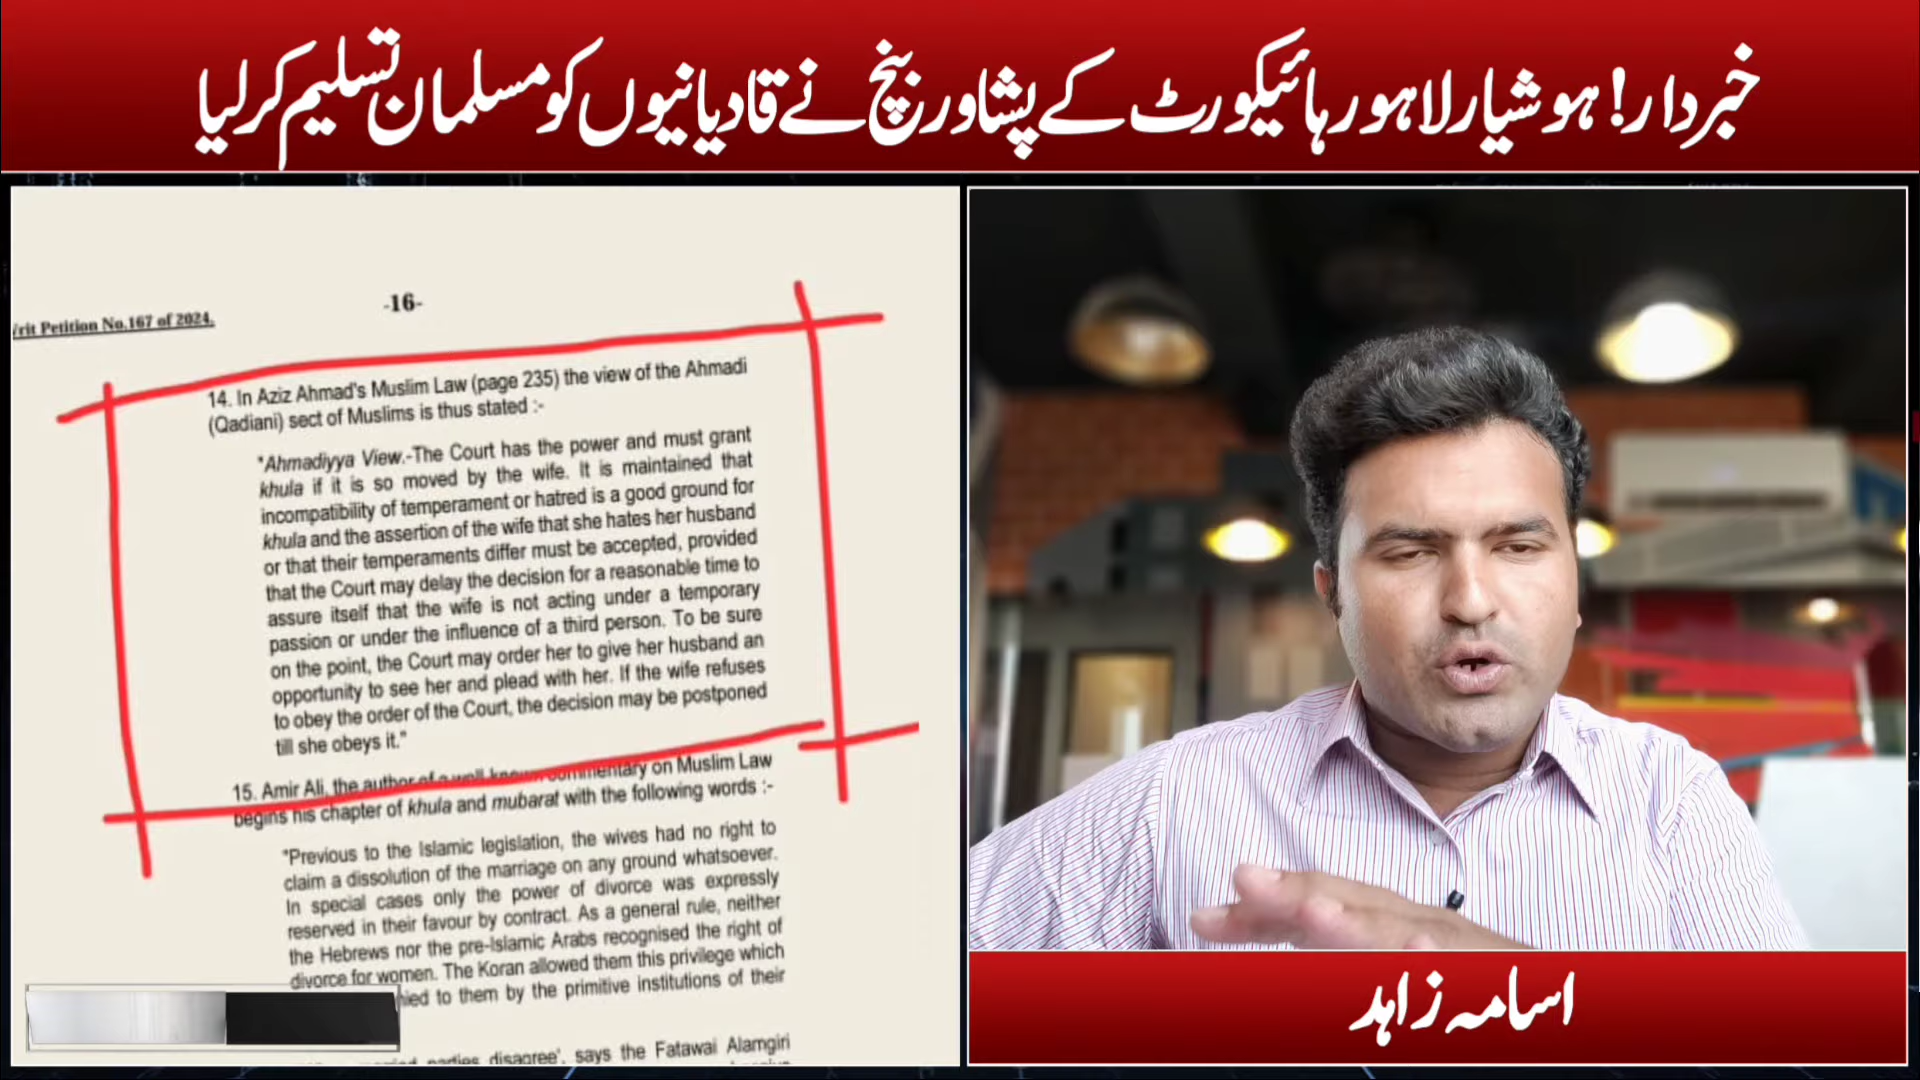 خبردار! ہوشیار لاہور ہائیکورٹ کے پشاور بنچ نے قادیانیوں کو مسلمان تسلیم کرلیا
-16-
rit Petition No.167 of 2024.
14. In Aziz Ahmad's Muslim Law (page 235) the view of the Ahmadi
(Qadiani) sect of Muslims is thus stated :-
"Ahmadiyya View.-The Court has the power and must grant
khula if it is so moved by the wife. It is maintained that
incompatibility of temperament or hatred is a good ground for
khula and the assertion of the wife that she hates her husband
or that their temperaments differ must be accepted, provided
that the Court may delay the decision for a reasonable time to
assure itself that the wife is not acting under a temporary
passion or under the influence of a third person. To be sure
on the point, the Court may order her to give her husband an
opportunity to see her and plead with her. If the wife refuses
to obey the order of the Court, the decision may be postponed
till she obeys it."
15. Amir Ali, the author of a well-known commentary on Muslim Law
begins his chapter of khula and mubarat with the following words :-
"Previous to the Islamic legislation, the wives had no right to
claim a dissolution of the marriage on any ground whatsoever.
In special cases only the power of divorce was expressly
reserved in their favour by contract. As a general rule, neither
the Hebrews nor the pre-Islamic Arabs recognised the right of
divorce for women. The Koran allowed them this privilege which
to them by the primitive institutions of their
parties disagree', says the Fatawai Alamgiri
اسامہ زاہد